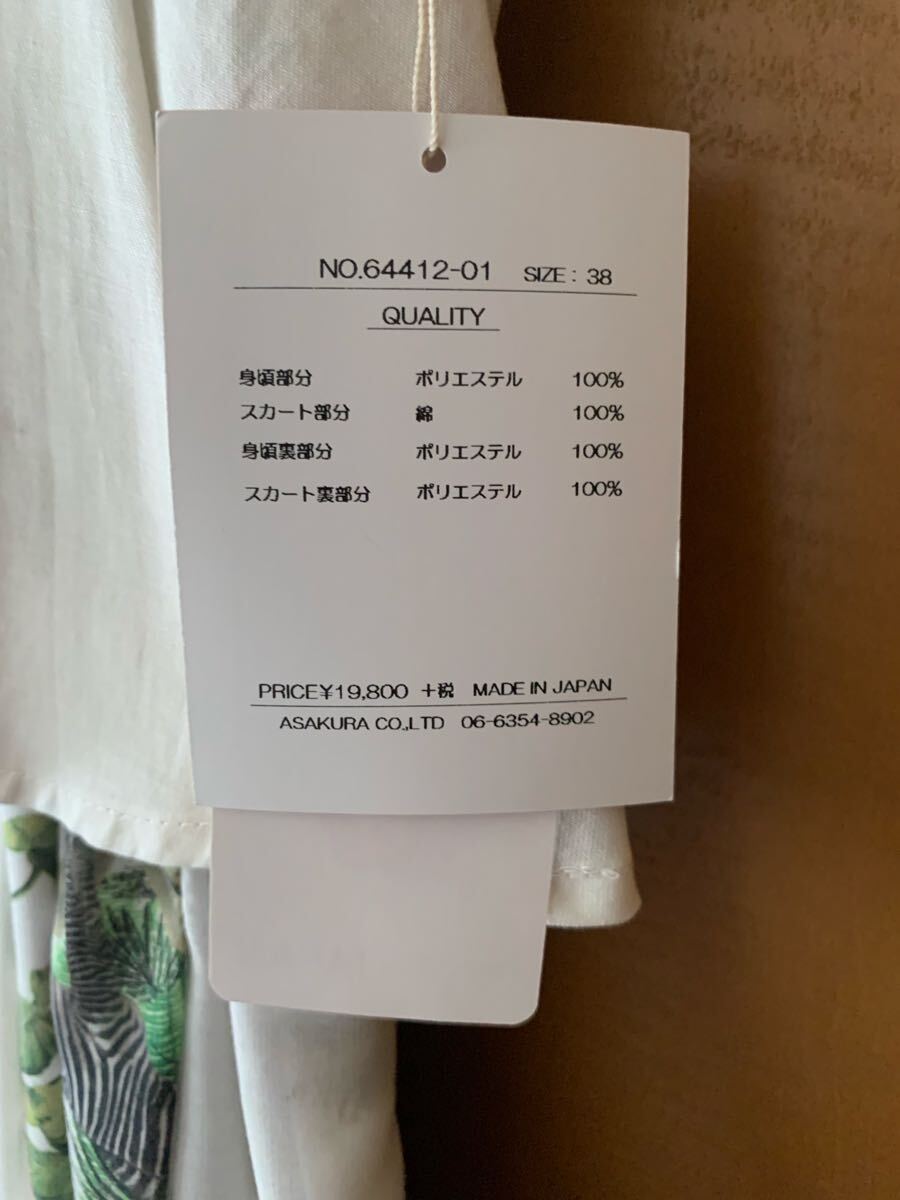 NO.64412-01 SIZE : 38
QUALITY
身頃部分 ポリエステル 100%
スカート部分 綿 100%
身頃裏部分 ポリエステル 100%
スカート裏部分 ポリエステル 100%
PRICE¥19,800 +税 MADE IN JAPAN
ASAKURA CO.,LTD 06-6354-8902